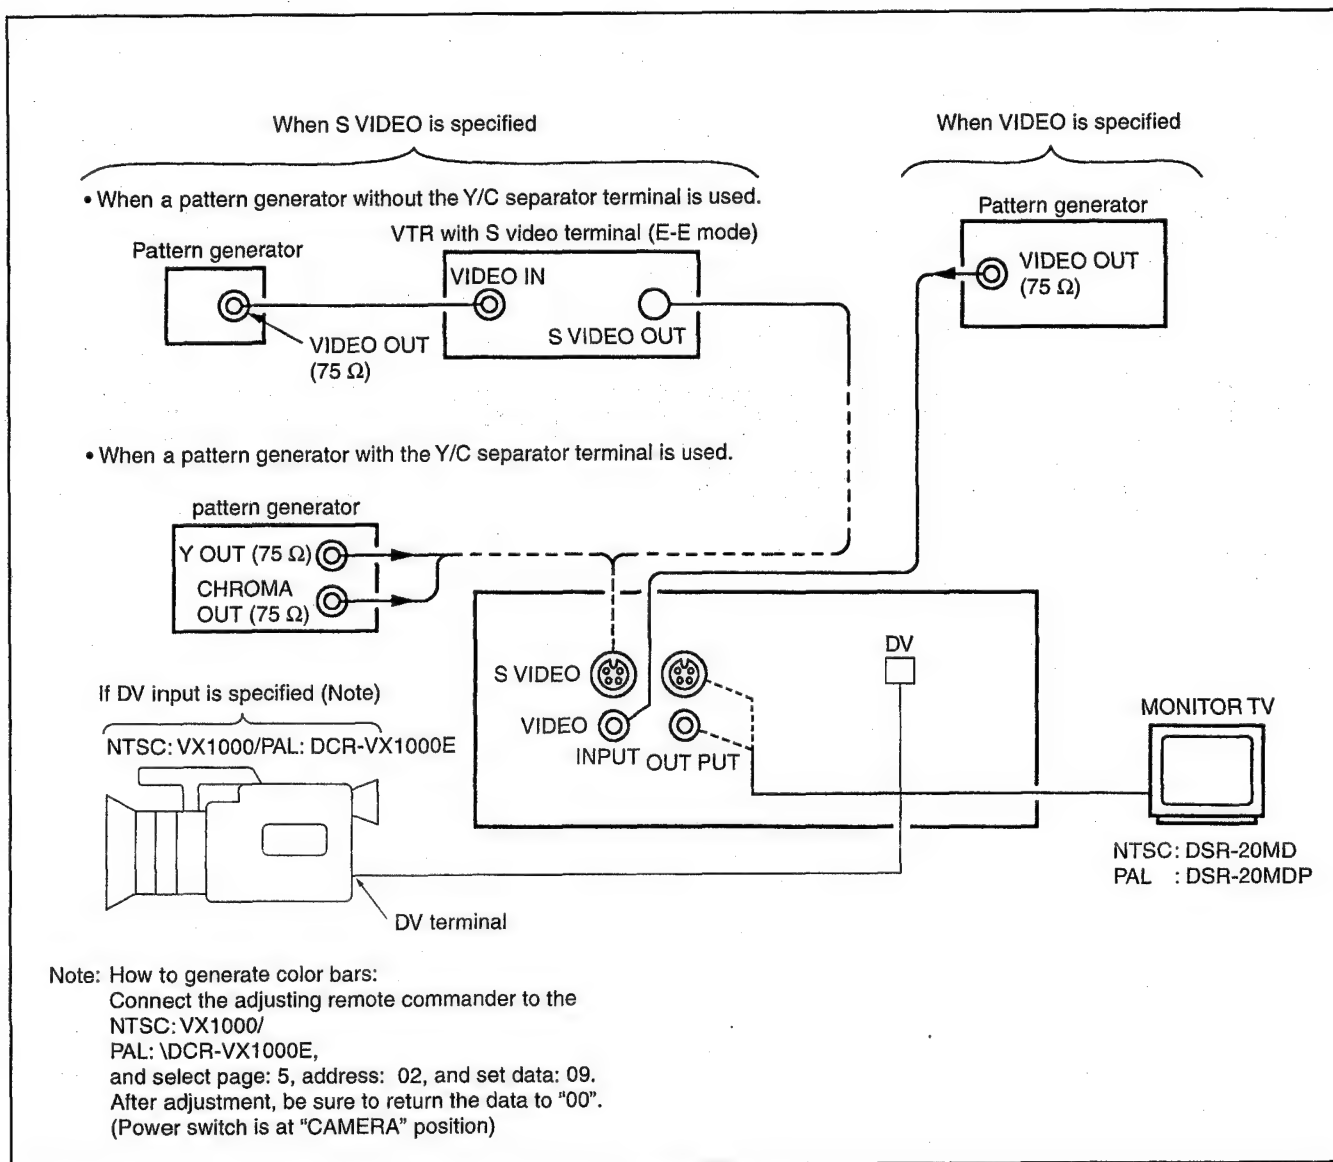 When S VIDEO is specified
When VIDEO is specified
• When a pattern generator without the Y/C separator terminal is used.
Pattern generator
VTR with S video terminal (E-E mode)
Pattern generator
VIDEO IN
VIDEO OUT
(75 Ω)
S VIDEO OUT
VIDEO OUT
(75 Ω)
• When a pattern generator with the Y/C separator terminal is used.
pattern generator
Y OUT (75 Ω)
CHROMA
OUT (75 Ω)
S VIDEO
DV
If DV input is specified (Note)
VIDEO
MONITOR TV
NTSC: VX1000/PAL: DCR-VX1000E
INPUT
OUT PUT
NTSC: DSR-20MD
PAL : DSR-20MDP
DV terminal
Note: How to generate color bars:
Connect the adjusting remote commander to the
NTSC: VX1000/
PAL: \DCR-VX1000E,
and select page: 5, address: 02, and set data: 09.
After adjustment, be sure to return the data to "00".
(Power switch is at "CAMERA" position)